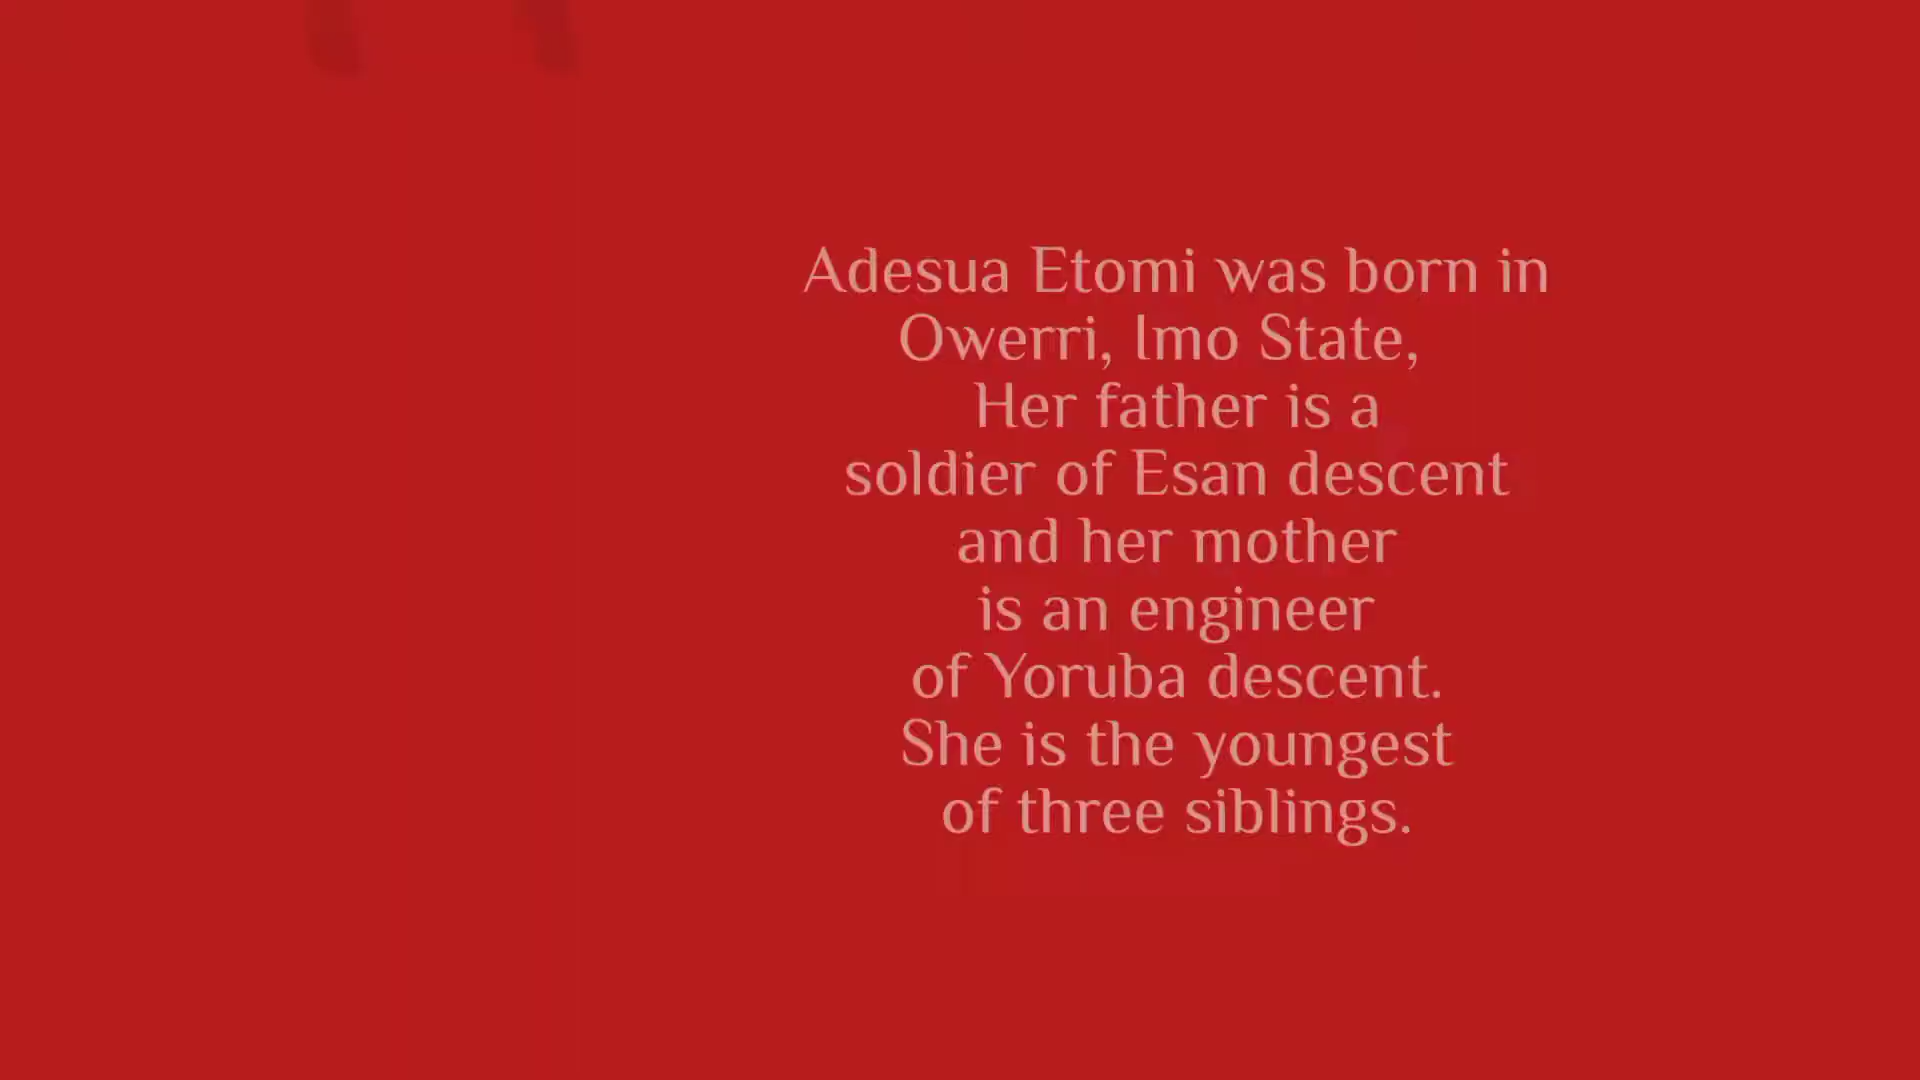 Adesua Etomi was born in
Owerri, Imo State,
Her father is a
soldier of Esan descent
and her mother
is an engineer
of Yoruba descent.
She is the youngest
of three siblings.